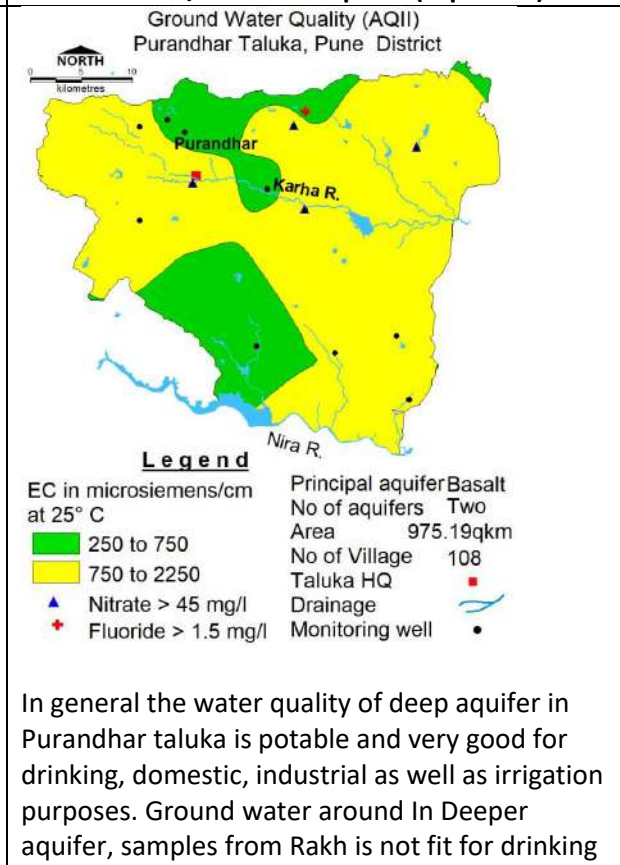 Ground Water Quality (AQII)
Purandhar Taluka, Pune District
NORTH
0 5 10
kilometres
Purandhar
Karha R.
Nira R.
Legend
EC in microsiemens/cm
at 25° C
250 to 750
750 to 2250
Nitrate > 45 mg/l
Fluoride > 1.5 mg/l
Principal aquifer Basalt
No of aquifers Two
Area 975.19qkm
No of Village 108
Taluka HQ
Drainage
Monitoring well
In general the water quality of deep aquifer in
Purandhar taluka is potable and very good for
drinking, domestic, industrial as well as irrigation
purposes. Ground water around In Deeper
aquifer, samples from Rakh is not fit for drinking